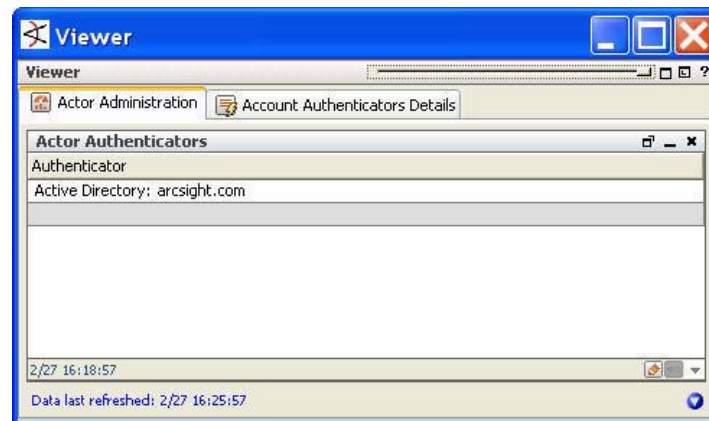 Viewer
Viewer
?
Actor Administration
Account Authenticators Details
Actor Authenticators
Authenticator
Active Directory: arcsight.com
2/27 16:18:57
Data last refreshed: 2/27 16:25:57